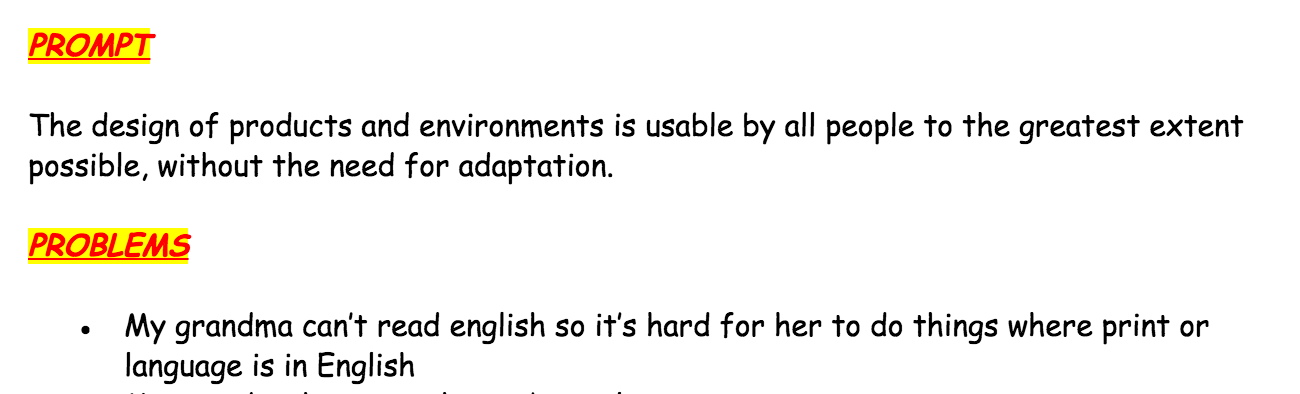 PROMPT
The design of products and environments is usable by all people to the greatest extent
possible, without the need for adaptation.
PROBLEMS
• My grandma can't read english so it's hard for her to do things where print or
language is in English